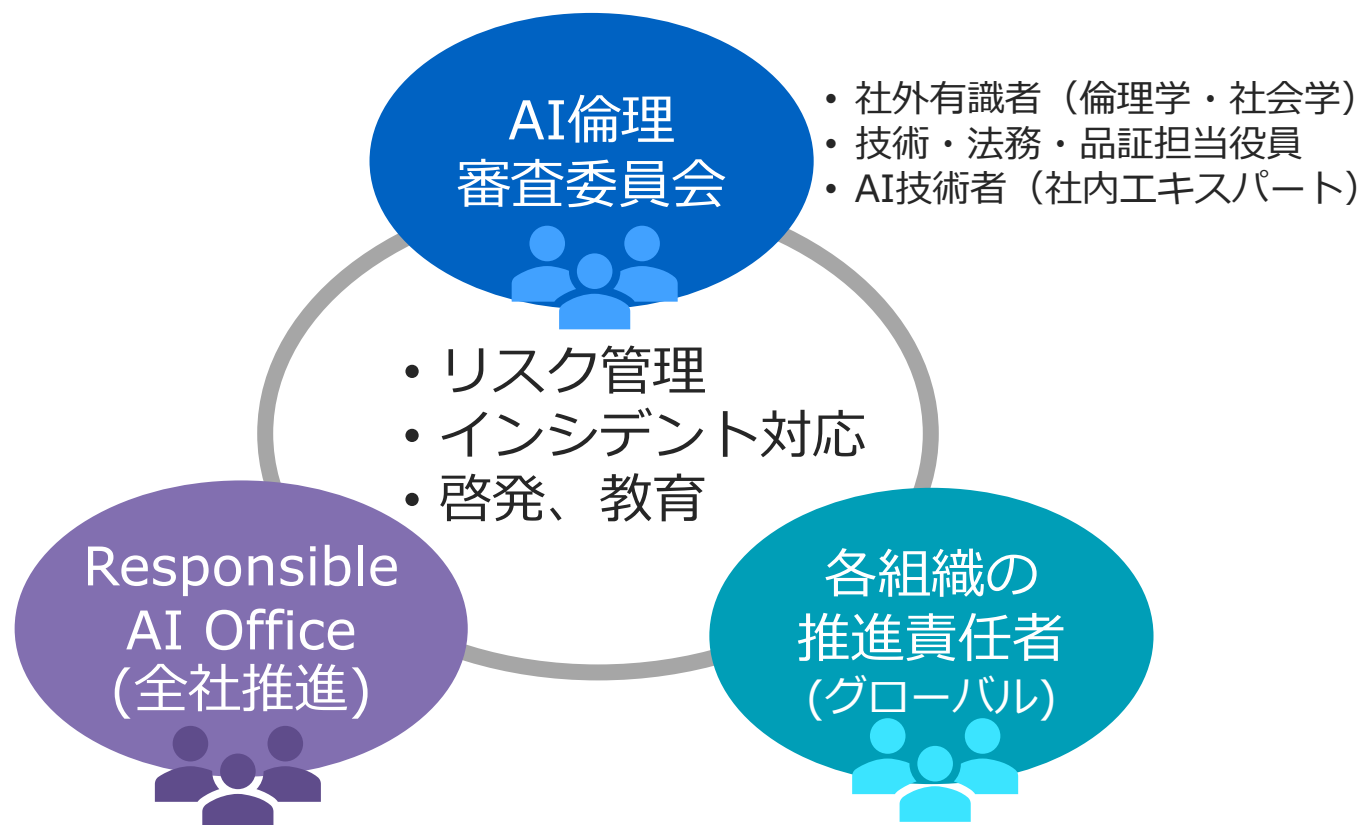 AI倫理
審査委員会
• 社外有識者（倫理学・社会学）
• 技術・法務・品証担当役員
• AI技術者（社内エキスパート）
• リスク管理
• インシデント対応
• 啓発、教育
Responsible
AI Office
(全社推進)
各組織の
推進責任者
(グローバル)